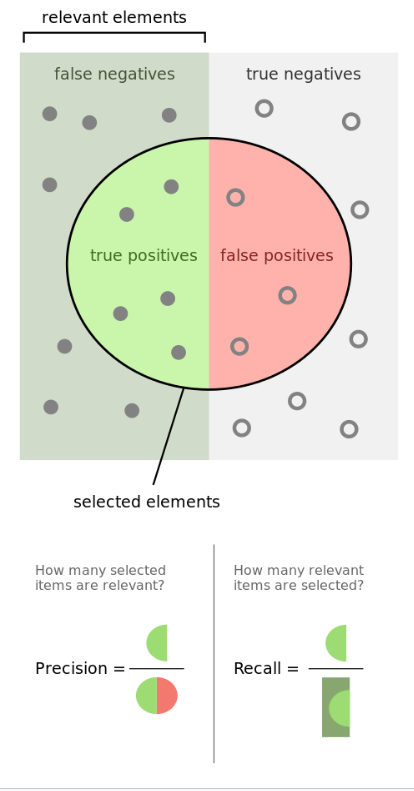 relevant elements
false negatives
true negatives
true positives
false positives
selected elements
How many selected
items are relevant?
How many relevant
items are selected?
Precision =
Recall =